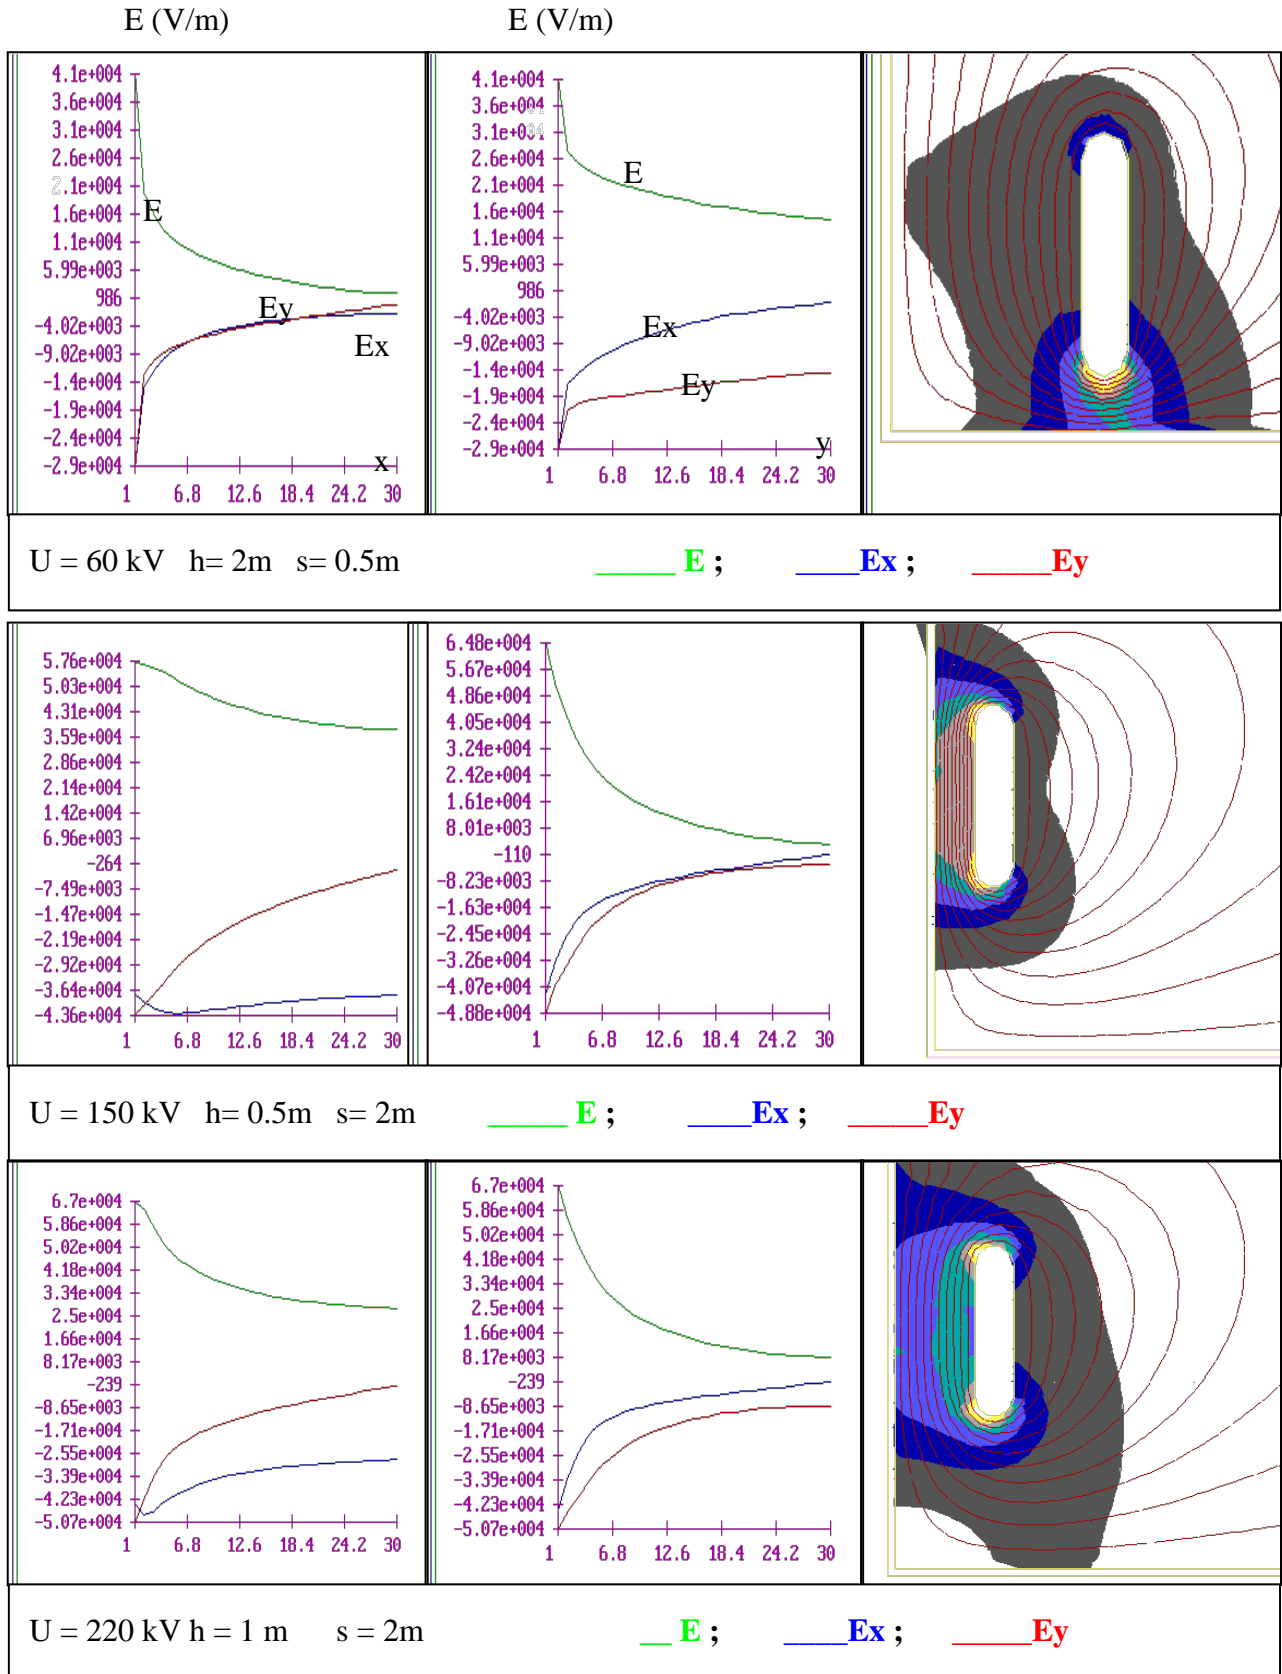 E (V/m) E (V/m)
4.1e+004
3.6e+004
3.1e+004
2.6e+004
2.1e+004
1.6e+004
1.1e+004
5.99e+003
986
-4.02e+003
-9.02e+003
-1.4e+004
-1.9e+004
-2.4e+004
-2.9e+004
1 6.8 12.6 18.4 24.2 30
E
Ey
Ex
x
4.1e+004
3.6e+004
3.1e+004
2.6e+004
2.1e+004
1.6e+004
1.1e+004
5.99e+003
986
-4.02e+003
-9.02e+003
-1.4e+004
-1.9e+004
-2.4e+004
-2.9e+004
1 6.8 12.6 18.4 24.2 30
E
Ex
Ey
y
U = 60 kV h= 2m s= 0.5m _____ E ; ____Ex ; _____Ey
5.76e+004
5.03e+004
4.31e+004
3.59e+004
2.86e+004
2.14e+004
1.42e+004
6.96e+003
-264
-7.49e+003
-1.47e+004
-2.19e+004
-2.92e+004
-3.64e+004
-4.36e+004
1 6.8 12.6 18.4 24.2 30
6.48e+004
5.67e+004
4.86e+004
4.05e+004
3.24e+004
2.42e+004
1.61e+004
8.01e+003
-110
-8.23e+003
-1.63e+004
-2.45e+004
-3.26e+004
-4.07e+004
-4.88e+004
1 6.8 12.6 18.4 24.2 30
U = 150 kV h= 0.5m s= 2m _____ E ; ____Ex ; _____Ey
6.7e+004
5.86e+004
5.02e+004
4.18e+004
3.34e+004
2.5e+004
1.66e+004
8.17e+003
-239
-8.65e+003
-1.71e+004
-2.55e+004
-3.39e+004
-4.23e+004
-5.07e+004
1 6.8 12.6 18.4 24.2 30
6.7e+004
5.86e+004
5.02e+004
4.18e+004
3.34e+004
2.5e+004
1.66e+004
8.17e+003
-239
-8.65e+003
-1.71e+004
-2.55e+004
-3.39e+004
-4.23e+004
-5.07e+004
1 6.8 12.6 18.4 24.2 30
U = 220 kV h = 1 m s = 2m __ E ; ____Ex ; _____Ey